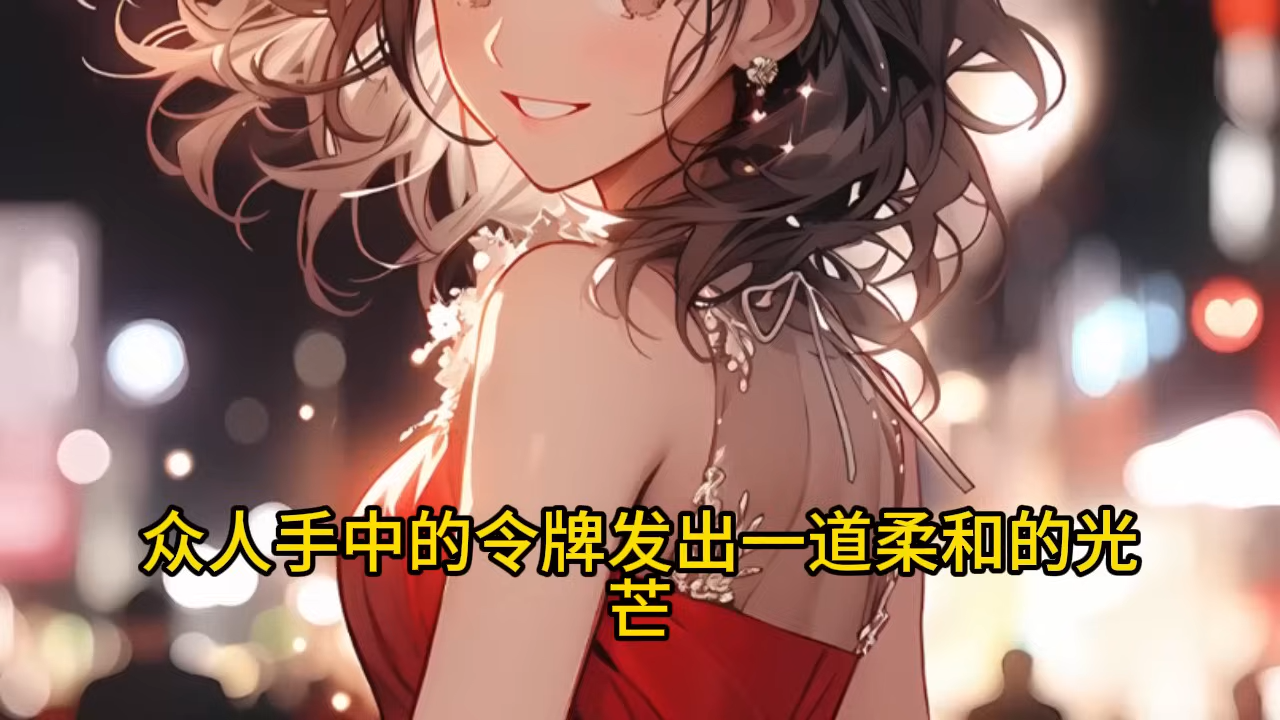 众人手中的令牌发出一道柔和的光
芒